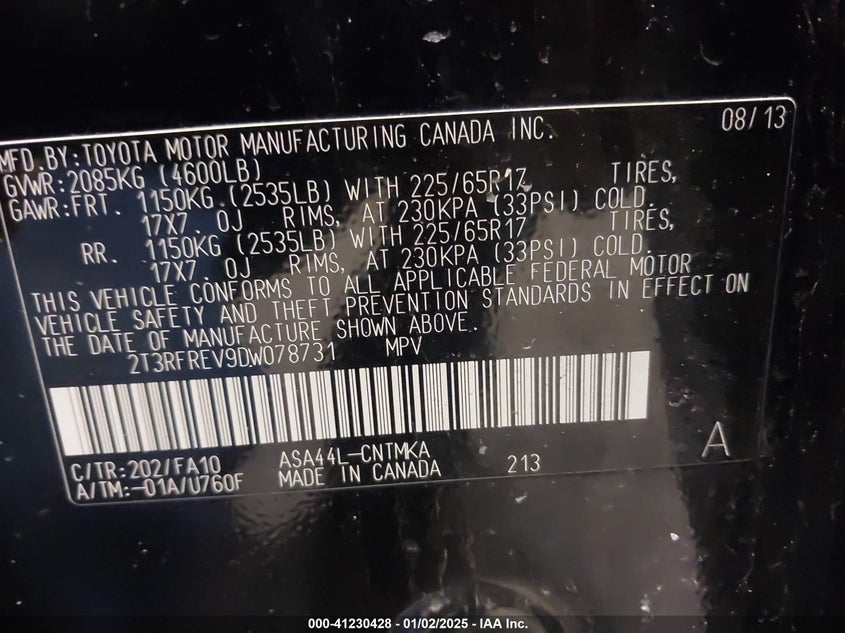 MFD.BY:TOYOTA MOTOR MANUFACTURING CANADA INC. 08/13
GVWR:2085KG (4600LB)
GAWR:FRT. 1150KG (2535LB) WITH 225/65R17 TIRES,
17X7.0J RIMS, AT 230KPA (33PSI) COLD.
RR. 1150KG (2535LB) WITH 225/65R17 TIRES,
17X7.0J RIMS, AT 230KPA (33PSI) COLD.
THIS VEHICLE CONFORMS TO ALL APPLICABLE FEDERAL MOTOR
VEHICLE SAFETY AND THEFT PREVENTION STANDARDS IN EFFECT ON
THE DATE OF MANUFACTURE SHOWN ABOVE.
2T3RFREV9DW078731 MPV
C/TR:202/FA10 ASA44L-CNTMKA
A/TM:-01A/U760F MADE IN CANADA 213 A
000-41230428 - 01/02/2025 - IAA Inc.